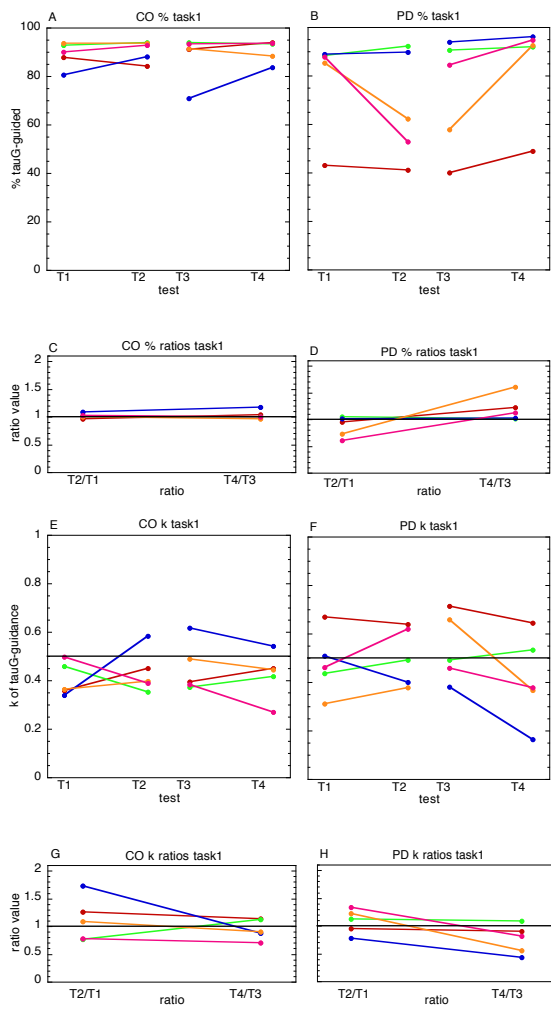 A CO % task1
B PD % task1
% tauG-guided
100
80
60
40
20
0
T1 T2 T3 T4
test
T1 T2 T3 T4
test
C CO % ratios task1
D PD % ratios task1
ratio value
2
1.5
1
0.5
0
T2/T1 T4/T3
ratio
T2/T1 T4/T3
ratio
E CO k task1
F PD k task1
k of tauG-guidance
1
0.8
0.6
0.4
0.2
0
T1 T2 T3 T4
test
T1 T2 T3 T4
test
G CO k ratios task1
H PD k ratios task1
ratio value
2
1.5
1
0.5
0
T2/T1 T4/T3
ratio
T2/T1 T4/T3
ratio